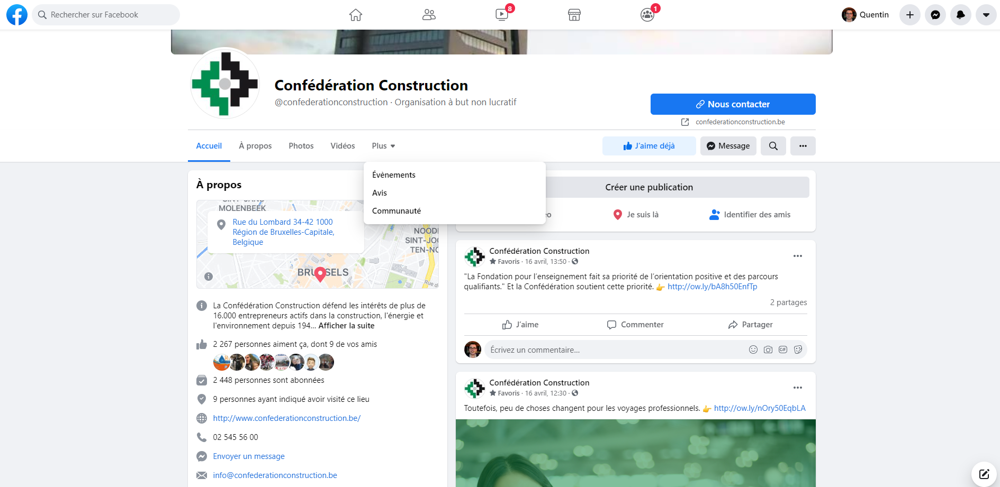 Rechercher sur Facebook
8
1
Quentin
Confédération Construction
@confederationconstruction · Organisation à but non lucratif
Nous contacter
confederationconstruction.be
Accueil
À propos
Photos
Vidéos
Plus
J’aime déjà
Message
Évènements
Avis
Communauté
À propos
MOLENBEEK
Rue du Lombard 34-42 1000
Région de Bruxelles-Capitale,
Belgique
NOOD
SINT-JO
TEN-NO
BRUSSELS
Rue d
La Confédération Construction défend les intérêts de plus de
16.000 entrepreneurs actifs dans la construction, l'énergie et
l'environnement depuis 194... Afficher la suite
2 267 personnes aiment ça, dont 9 de vos amis
2 448 personnes sont abonnées
9 personnes ayant indiqué avoir visité ce lieu
http://www.confederationconstruction.be/
02 545 56 00
Envoyer un message
info@confederationconstruction.be
Créer une publication
eo
Je suis là
Identifier des amis
Confédération Construction
Favoris · 16 avril, 13:50 ·
"La Fondation pour l’enseignement fait sa priorité de l’orientation positive et des parcours
qualifiants." Et la Confédération soutient cette priorité. 👉 http://ow.ly/bA8h50EnfTp
2 partages
J’aime
Commenter
Partager
Écrivez un commentaire...
GIF
Confédération Construction
Favoris · 16 avril, 12:30 ·
Toutefois, peu de choses changent pour les voyages professionnels. 👉 http://ow.ly/nOry50EqbLA